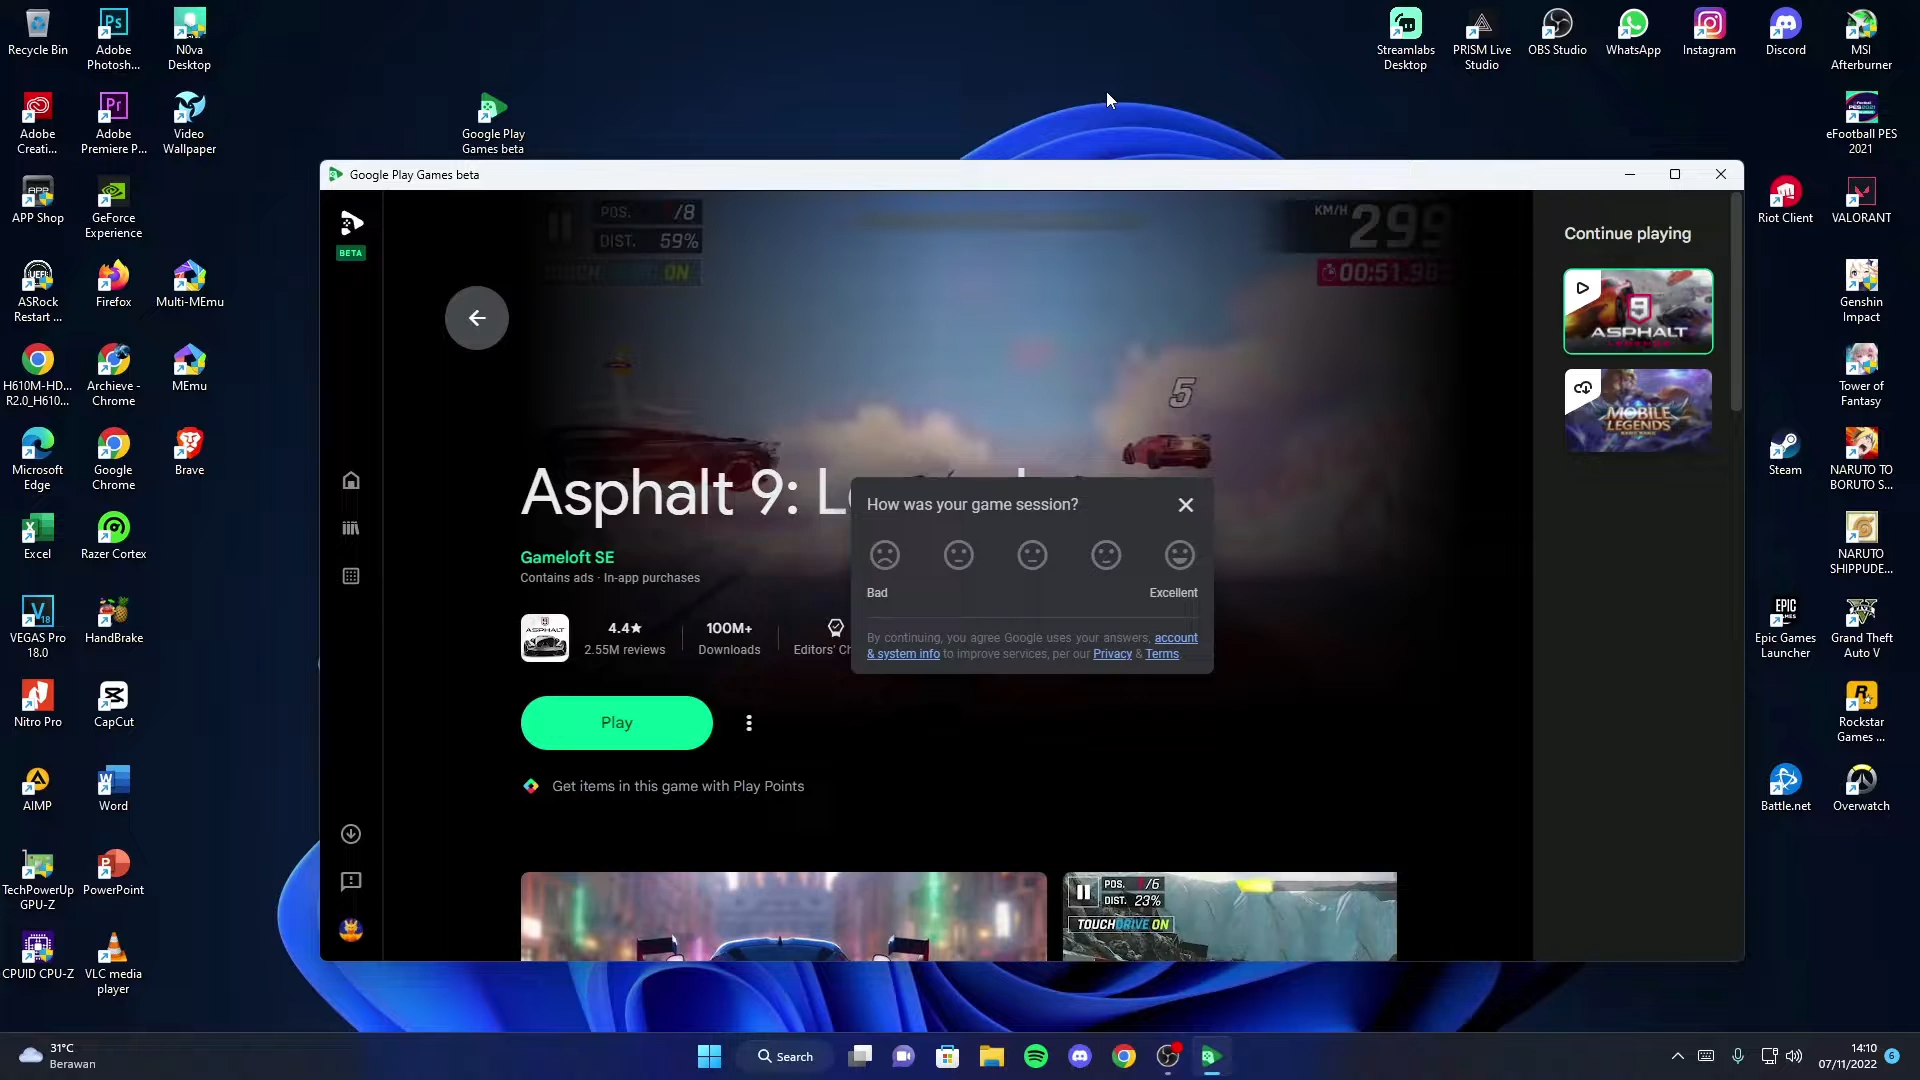 Recycle Bin
Adobe
Photosh...
N0va
Desktop
Streamlabs
Desktop
PRISM Live
Studio
OBS Studio
WhatsApp
Instagram
Discord
MSI
Afterburner
Adobe
Creati...
Adobe
Premiere P...
Video
Wallpaper
Google Play
Games beta
eFootball PES
2021
APP Shop
GeForce
Experience
Riot Client
VALORANT
ASRock
Restart ...
Firefox
Multi-MEmu
Genshin
Impact
H610M-HD...
R2.0_H610...
Archieve -
Chrome
MEmu
Tower of
Fantasy
Microsoft
Edge
Google
Chrome
Brave
Steam
NARUTO TO
BORUTO S...
Excel
Razer Cortex
NARUTO
SHIPPUDE...
VEGAS Pro
18.0
HandBrake
Epic Games
Launcher
Grand Theft
Auto V
Nitro Pro
CapCut
Rockstar
Games ...
AIMP
Word
Battle.net
Overwatch
TechPowerUp
GPU-Z
PowerPoint
CPUID CPU-Z
VLC media
player
Google Play Games beta
BETA
POS. /8
DIST. 59%
TOUCH ON
KM/H 299
00:51.98
5
Asphalt 9: L
Gameloft SE
Contains ads · In-app purchases
4.4★
2.55M reviews
100M+
Downloads
Editors' Ch
Play
Get items in this game with Play Points
How was your game session?
Bad
Excellent
By continuing, you agree Google uses your answers, account
& system info to improve services, per our Privacy & Terms
POS. 1/6
DIST. 23%
TOUCHDRIVE ON
Continue playing
9
ASPHALT
MOBILE
LEGENDS
BANG BANG
31°C
Berawan
Search
14:10
07/11/2022
6